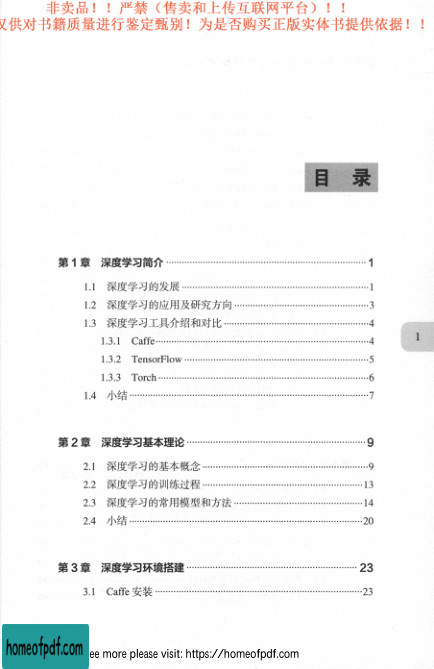 非卖品！！严禁（售卖和上传互联网平台）！！
仅供对书籍质量进行鉴定甄别！为是否购买正版实体书提供依据！！
目 录
第 1 章 深度学习简介 1
1.1 深度学习的发展 1
1.2 深度学习的应用及研究方向 3
1.3 深度学习工具介绍和对比 4
1.3.1 Caffe 4
1.3.2 TensorFlow 5
1.3.3 Torch 6
1.4 小结 7
1
第 2 章 深度学习基本理论 9
2.1 深度学习的基本概念 9
2.2 深度学习的训练过程 13
2.3 深度学习的常用模型和方法 14
2.4 小结 20
第 3 章 深度学习环境搭建 23
3.1 Caffe 安装 23
homeofpdf.com
ee more please visit: https://homeofpdf.com